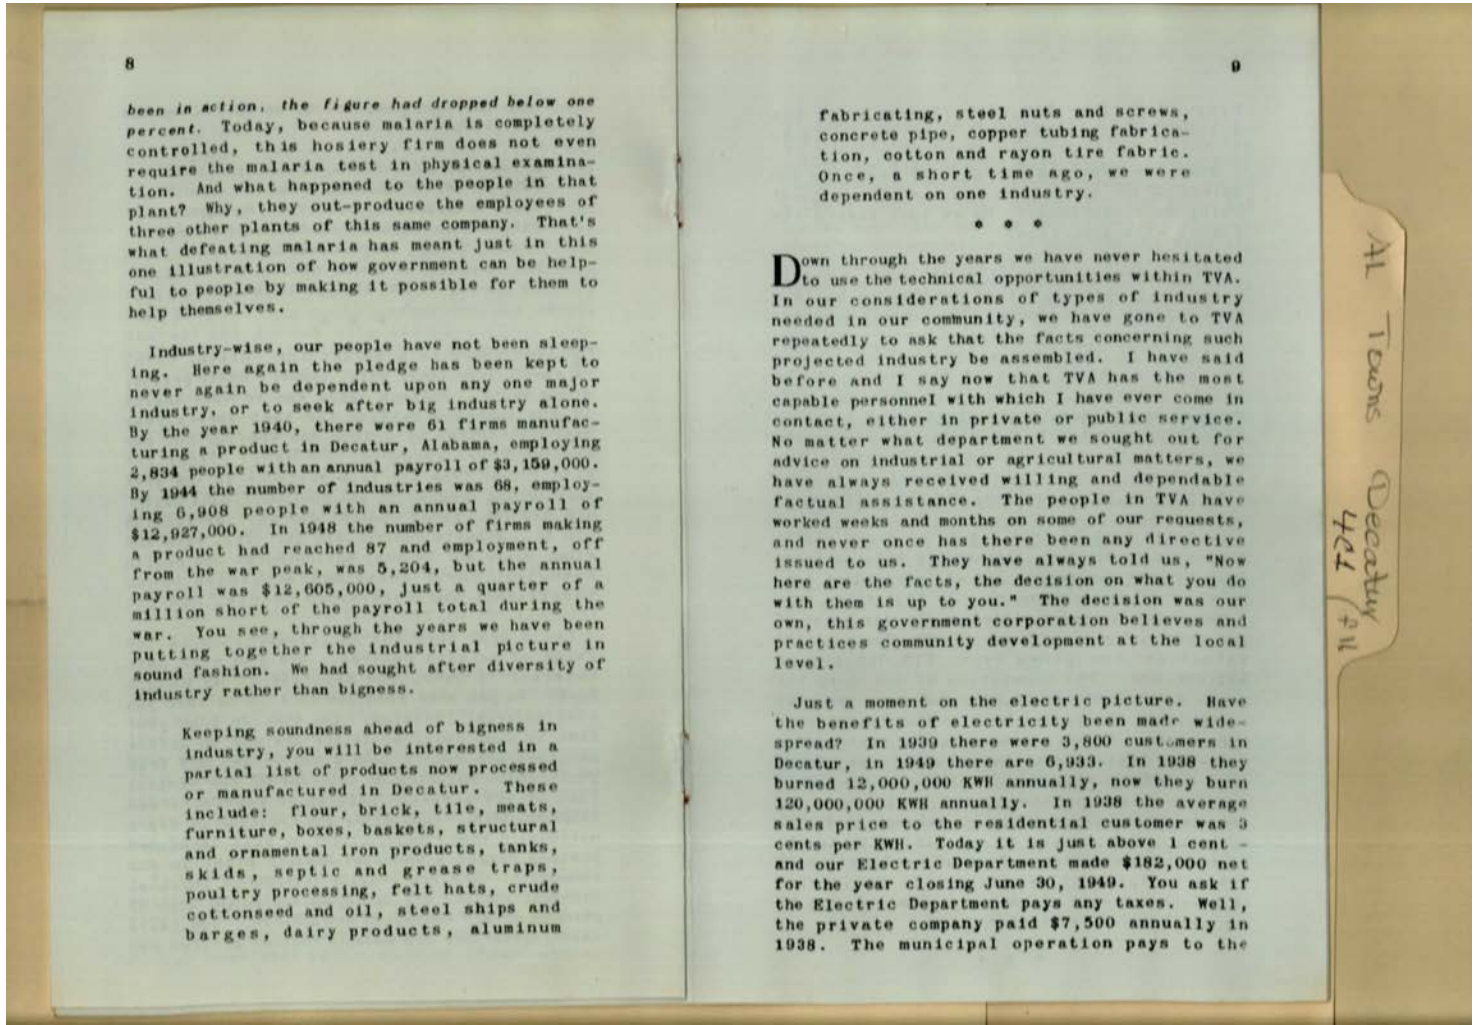 8
been in action, the figure had dropped below one
percent. Today, because malaria is completely
controlled, this hosiery firm does not even
require the malaria test in physical examina-
tion. And what happened to the people in that
plant? Why, they out-produce the employees of
three other plants of this same company. That's
what defeating malaria has meant just in this
one illustration of how government can be help-
ful to people by making it possible for them to
help themselves.
Industry-wise, our people have not been sleep-
ing. Here again the pledge has been kept to
never again be dependent upon any one major
industry, or to seek after big industry alone.
By the year 1940, there were 61 firms manufac-
turing a product in Decatur, Alabama, employing
2,834 people with an annual payroll of $3,159,000.
By 1944 the number of industries was 68, employ-
ing 6,908 people with an annual payroll of
$12,927,000. In 1948 the number of firms making
a product had reached 87 and employment, off
from the war peak, was 5,204, but the annual
payroll was $12,605,000, just a quarter of a
million short of the payroll total during the
war. You see, through the years we have been
putting together the industrial picture in
sound fashion. We had sought after diversity of
industry rather than bigness.
Keeping soundness ahead of bigness in
industry, you will be interested in a
partial list of products now processed
or manufactured in Decatur. These
include: flour, brick, tile, meats,
furniture, boxes, baskets, structural
and ornamental iron products, tanks,
skids, septic and grease traps,
poultry processing, felt hats, crude
cottonseed and oil, steel ships and
barges, dairy products, aluminum
9
fabricating, steel nuts and screws,
concrete pipe, copper tubing fabrica-
tion, cotton and rayon tire fabric.
Once, a short time ago, we were
dependent on one industry.
* * *
Down through the years we have never hesitated
to use the technical opportunities within TVA.
In our considerations of types of industry
needed in our community, we have gone to TVA
repeatedly to ask that the facts concerning such
projected industry be assembled. I have said
before and I say now that TVA has the most
capable personnel with which I have ever come in
contact, either in private or public service.
No matter what department we sought out for
advice on industrial or agricultural matters, we
have always received willing and dependable
factual assistance. The people in TVA have
worked weeks and months on some of our requests,
and never once has there been any directive
issued to us. They have always told us, "Now
here are the facts, the decision on what you do
with them is up to you." The decision was our
own, this government corporation believes and
practices community development at the local
level.
Just a moment on the electric picture. Have
the benefits of electricity been made wide-
spread? In 1939 there were 3,800 customers in
Decatur, in 1949 there are 6,933. In 1938 they
burned 12,000,000 KWH annually, now they burn
120,000,000 KWH annually. In 1938 the average
sales price to the residential customer was 3
cents per KWH. Today it is just above 1 cent -
and our Electric Department made $182,000 net
for the year closing June 30, 1949. You ask if
the Electric Department pays any taxes. Well,
the private company paid $7,500 annually in
1938. The municipal operation pays to the
AL Towns Decatur